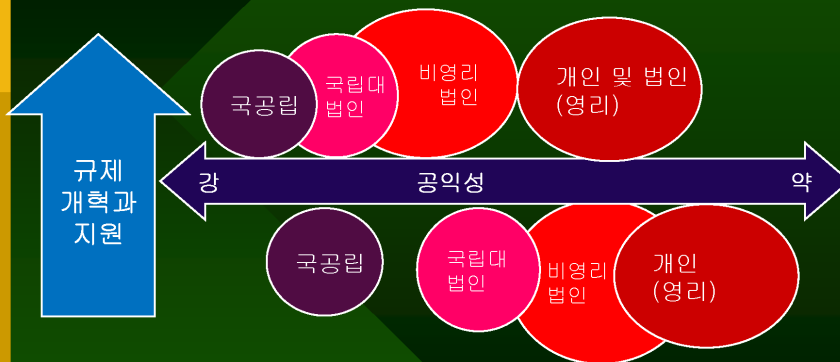 국공립
국립대
법인
비영리
법인
개인 및 법인
(영리)
규제
개혁과
지원
강
공익성
약
국공립
국립대
법인
비영리
법인
개인
(영리)